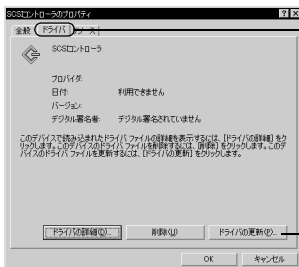 SCSIコントローラのプロパティ
全般 ドライバ リソース
SCSIコントローラ
プロバイダ:
日付: 利用できません
バージョン:
デジタル署名者: デジタル署名されていません
このデバイスで読み込まれたドライバ ファイルの詳細を表示するには、[ドライバの詳細] をク
リックします。このデバイスのドライバ ファイルを削除するには、[削除] をクリックします。このデ
バイスのドライバ ファイルを更新するには、[ドライバの更新] をクリックします。
ドライバの詳細(D)... 削除(U) ドライバの更新(P)...
OK キャンセル